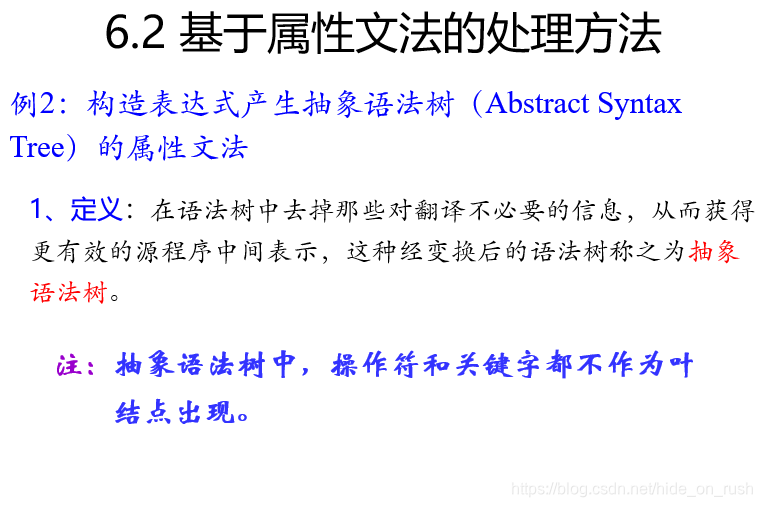 6.2 基于属性文法的处理方法
例2：构造表达式产生抽象语法树（Abstract Syntax
Tree）的属性文法
1、定义：在语法树中去掉那些对翻译不必要的信息，从而获得
更有效的源程序中间表示，这种经变换后的语法树称之为抽象
语法树。
注：抽象语法树中，操作符和关键字都不作为叶
结点出现。
https://blog.csdn.net/hide_on_rush